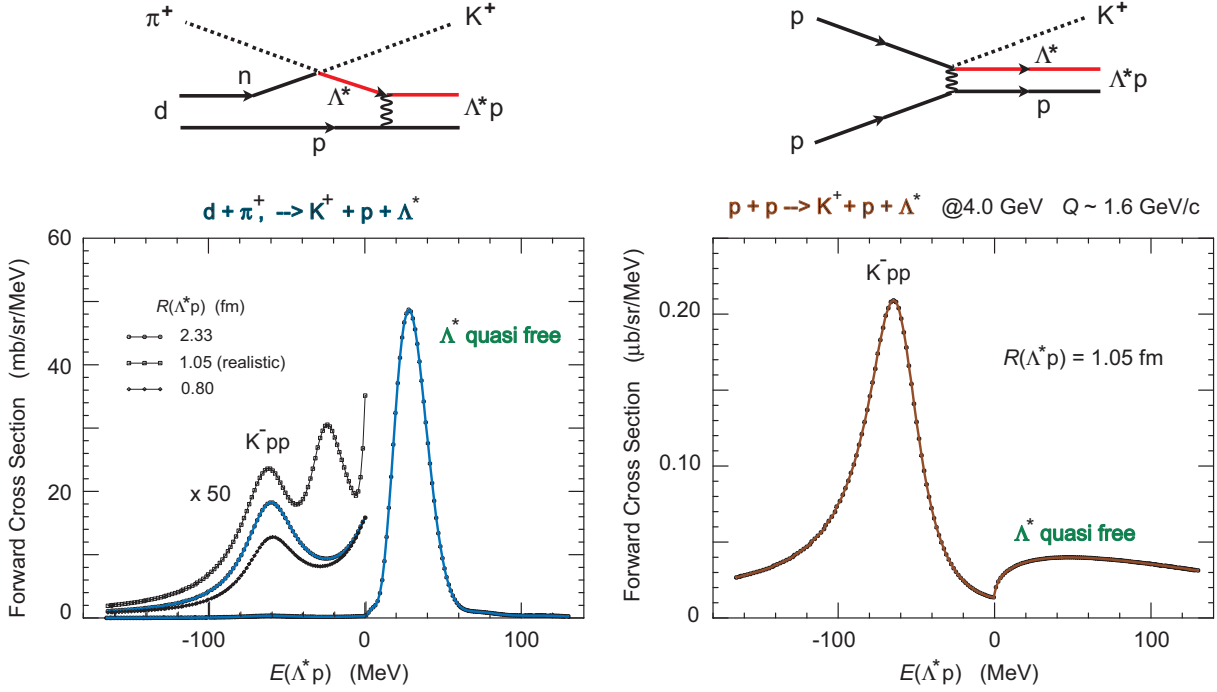 π⁺ K⁺
n
Λ*
d Λ*p
p
d + π⁺, --> K⁺ + p + Λ*
60
40
20
0
Forward Cross Section (mb/sr/MeV)
R(Λ*p) (fm)
2.33
1.05 (realistic)
0.80
Λ* quasi free
K⁻pp
x 50
-100 0 100
E(Λ*p) (MeV)
p K⁺
Λ*
Λ*p
p
p
p + p --> K⁺ + p + Λ* @4.0 GeV Q ~ 1.6 GeV/c
0.20
0.10
0
Forward Cross Section (μb/sr/MeV)
K⁻pp
R(Λ*p) = 1.05 fm
Λ* quasi free
-100 0 100
E(Λ*p) (MeV)